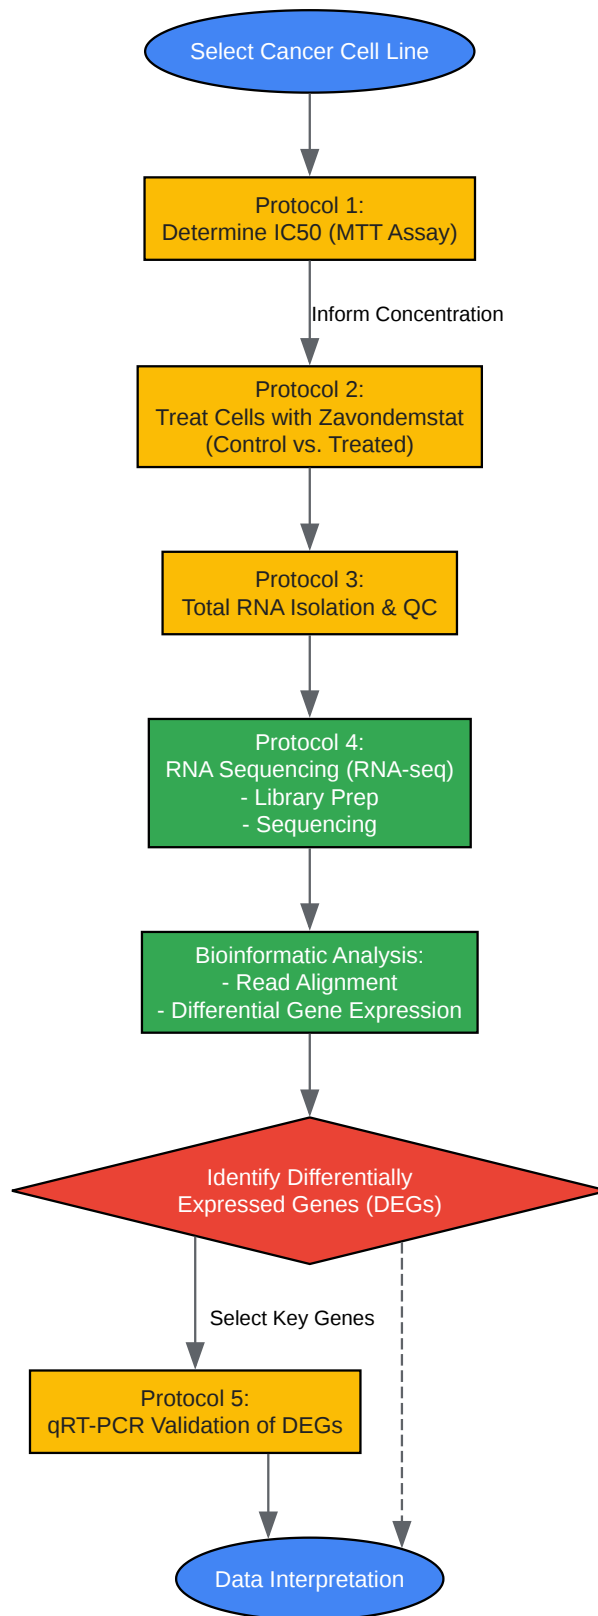 Select Cancer Cell Line
Protocol 1:
Determine IC50 (MTT Assay)
Inform Concentration
Protocol 2:
Treat Cells with Zavondemstat
(Control vs. Treated)
Protocol 3:
Total RNA Isolation & QC
Protocol 4:
RNA Sequencing (RNA-seq)
- Library Prep
- Sequencing
Bioinformatic Analysis:
- Read Alignment
- Differential Gene Expression
Identify Differentially
Expressed Genes (DEGs)
Select Key Genes
Protocol 5:
qRT-PCR Validation of DEGs
Data Interpretation